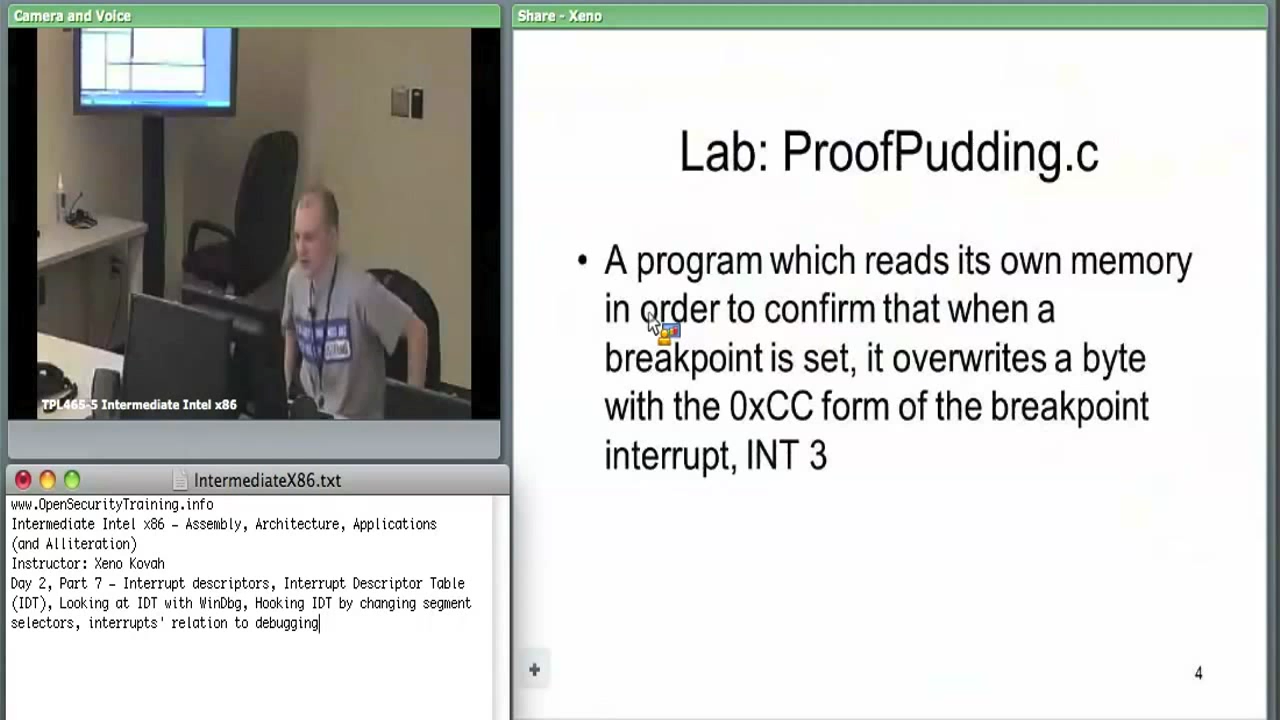 Camera and Voice
TPL465-5 Intermediate Intel x86
IntermediateX86.txt
www.OpenSecurityTraining.info
Intermediate Intel x86 - Assembly, Architecture, Applications
(and Alliteration)
Instructor: Xeno Kovah
Day 2, Part 7 - Interrupt descriptors, Interrupt Descriptor Table
(IDT), Looking at IDT with WinDbg, Hooking IDT by changing segment
selectors, interrupts' relation to debugging
Share - Xeno
Lab: ProofPudding.c
• A program which reads its own memory
in order to confirm that when a
breakpoint is set, it overwrites a byte
with the 0xCC form of the breakpoint
interrupt, INT 3
4